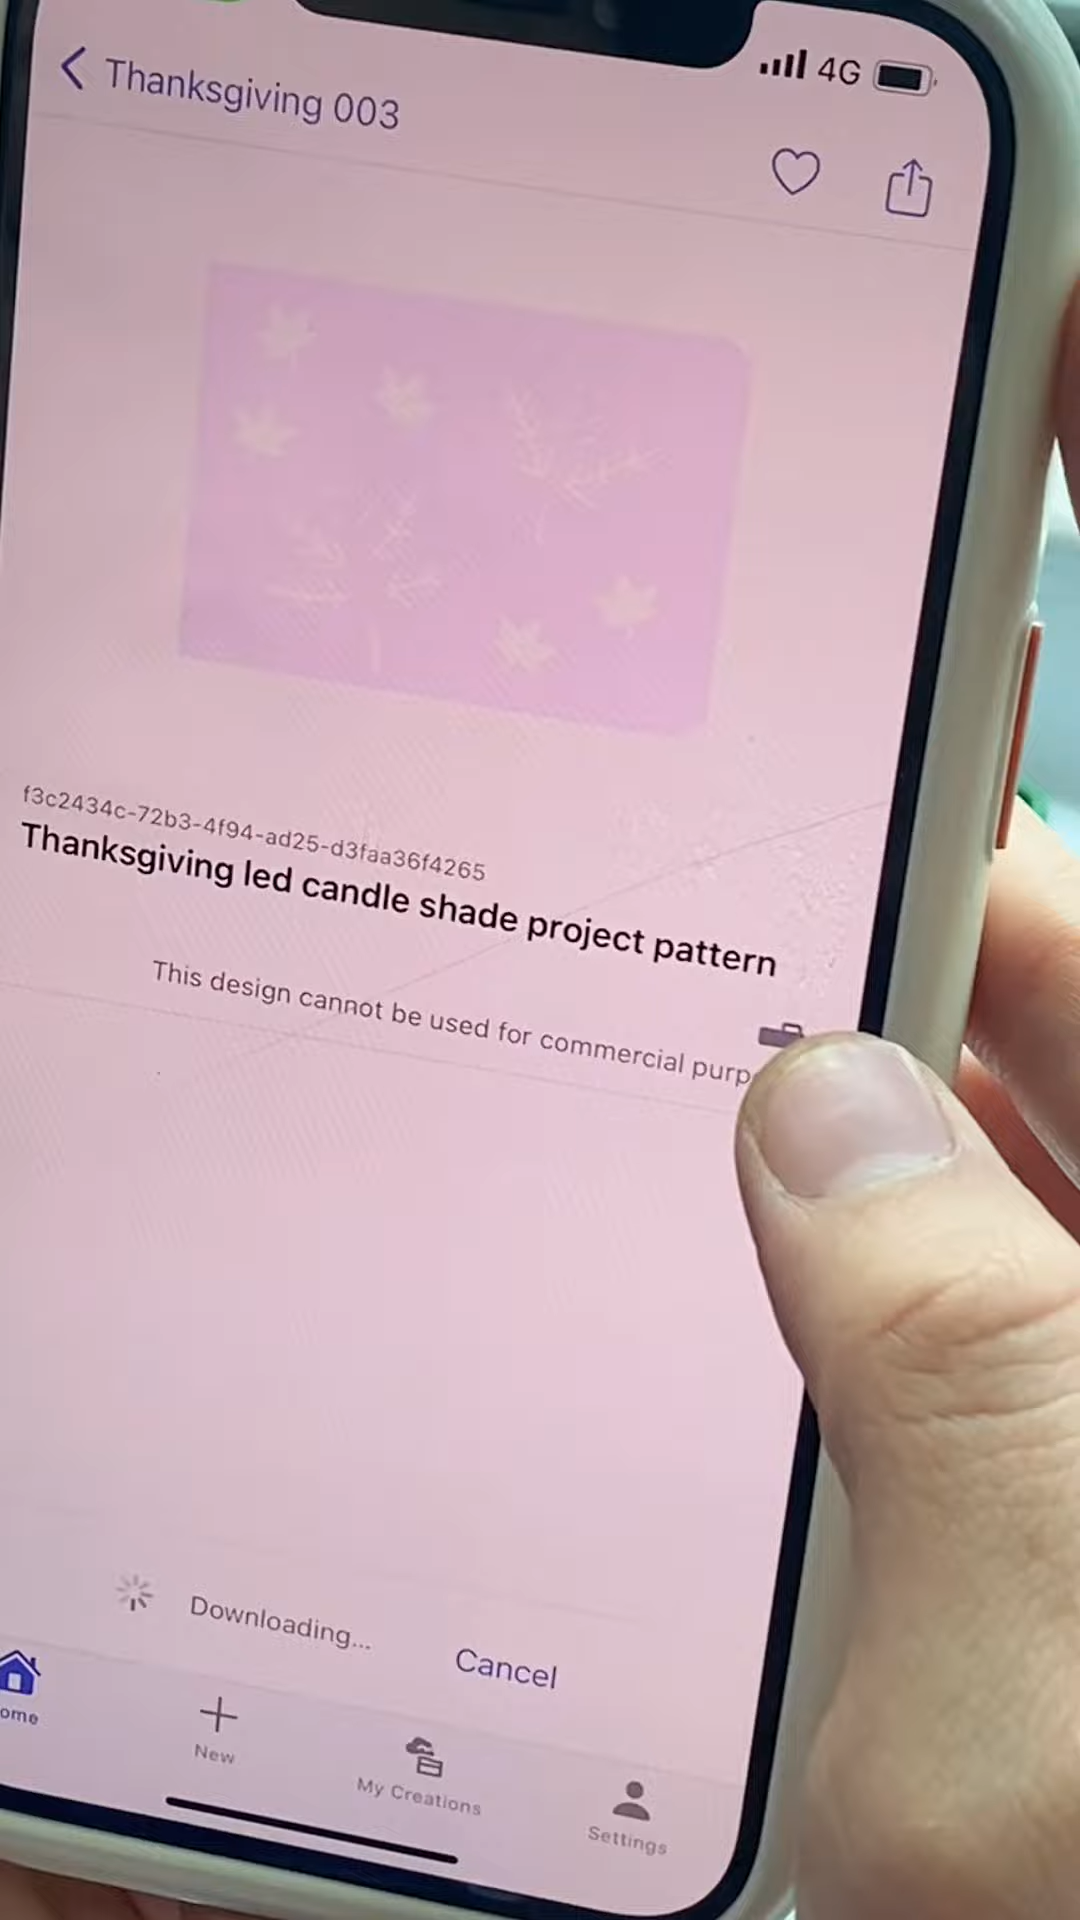 4G
Thanksgiving 003
f3c2434c-72b3-4f94-ad25-d3faa36f4265
Thanksgiving led candle shade project pattern
This design cannot be used for commercial
Downloading...
Cancel
New
My Creations
Settings